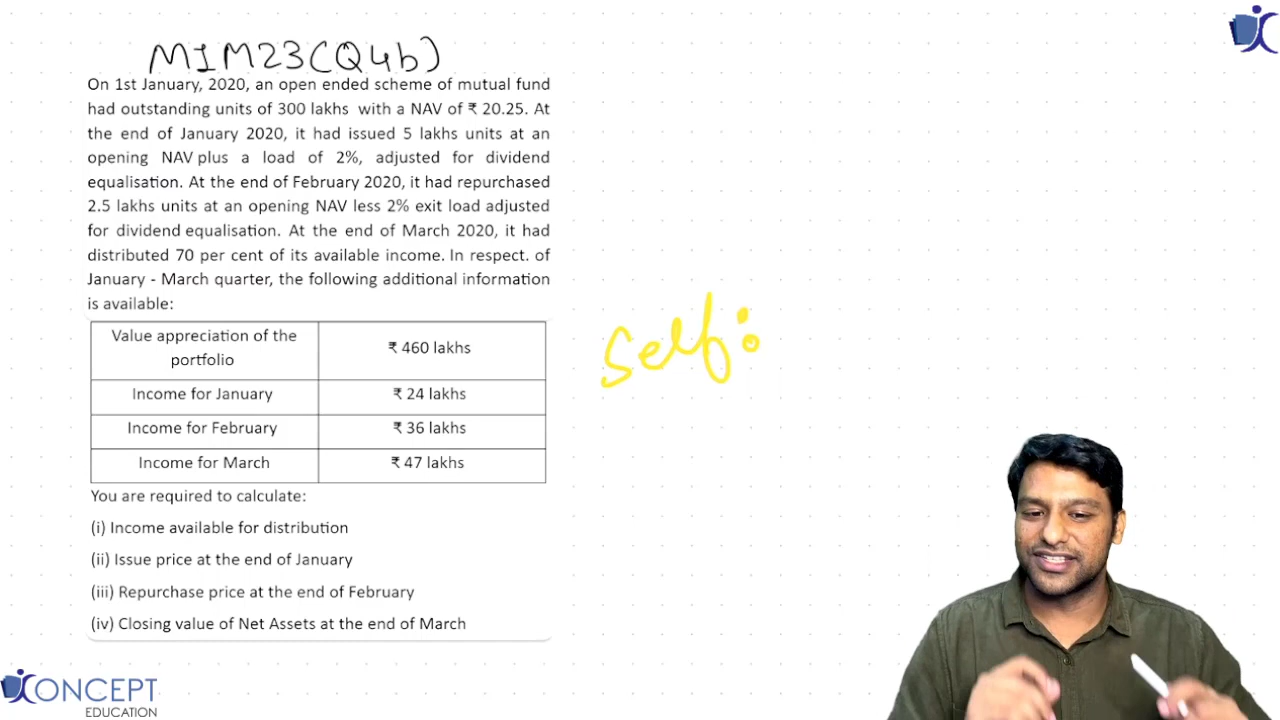 MIM23(Q4b)
On 1st January, 2020, an open ended scheme of mutual fund
had outstanding units of 300 lakhs with a NAV of ₹ 20.25. At
the end of January 2020, it had issued 5 lakhs units at an
opening NAV plus a load of 2%, adjusted for dividend
equalisation. At the end of February 2020, it had repurchased
2.5 lakhs units at an opening NAV less 2% exit load adjusted
for dividend equalisation. At the end of March 2020, it had
distributed 70 per cent of its available income. In respect. of
January - March quarter, the following additional information
is available:
Value appreciation of the
portfolio
₹ 460 lakhs
Income for January ₹ 24 lakhs
Income for February ₹ 36 lakhs
Income for March ₹ 47 lakhs
You are required to calculate:
(i) Income available for distribution
(ii) Issue price at the end of January
(iii) Repurchase price at the end of February
(iv) Closing value of Net Assets at the end of March
Self:
CONCEPT
EDUCATION